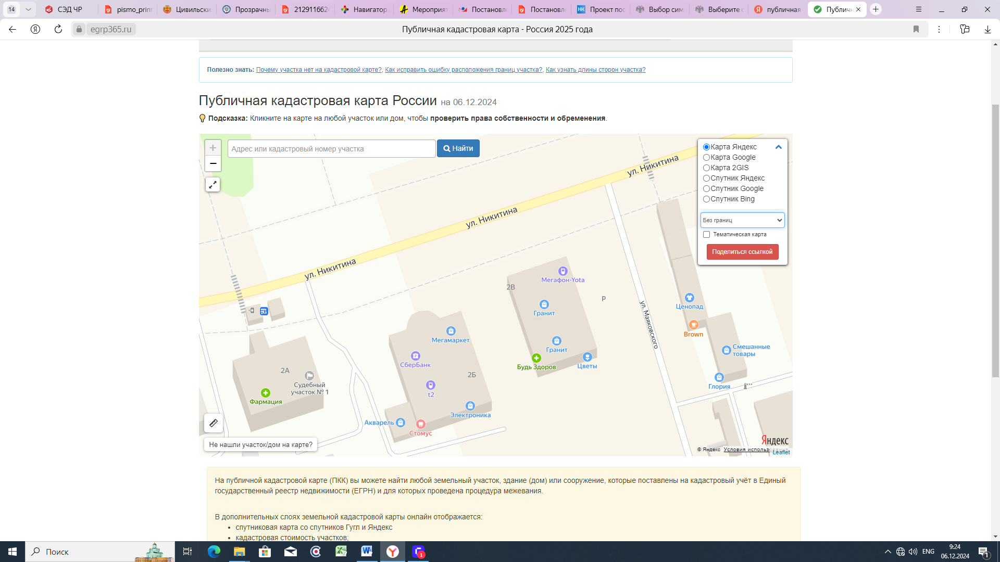 14
СЭД ЧР
pismo_print
Цивильски
Прозрачны
2129116624
Навигатор
Мероприят
Постановле
Постановле
НК
Проект пос
Выбор сим
Выберите с
публичная
Публичн
egrp365.ru
Публичная кадастровая карта - Россия 2025 года
Полезно знать: Почему участка нет на кадастровой карте?, Как исправить ошибку расположения границ участка?, Как узнать длины сторон участка?
Публичная кадастровая карта России на 06.12.2024
Подсказка: Кликните на карте на любой участок или дом, чтобы проверить права собственности и обременения.
+
−
Адрес или кадастровый номер участка
Найти
Карта Яндекс
Карта Google
Карта 2GIS
Спутник Яндекс
Спутник Google
Спутник Bing
Без границ
Тематическая карта
Поделиться ссылкой
ул. Никитина
ул. Никитина
ул. Никитина
ул. Маяковского
2В
Мегафон-Yota
Р
Гранит
Ценопад
Brown
Мегамаркет
Гранит
Смешанные
товары
СберБанк
Будь Здоров
Цветы
2А
2Б
Судебный
участок № 1
t2
Глория
Фармация
Электроника
Акварель
Стомус
Не нашли участок/дом на карте?
Яндекс
© Яндекс Условия использования
Leaflet
На публичной кадастровой карте (ПКК) вы можете найти любой земельный участок, здание (дом) или сооружение, которые поставлены на кадастровый учёт в Единый
государственный реестр недвижимости (ЕГРН) и для которых проведена процедура межевания.
В дополнительных слоях земельной кадастровой карты онлайн отображается:
• спутниковая карта со спутников Гугл и Яндекс
• кадастровая стоимость участков;
Поиск
1
ENG
9:24
06.12.2024
1